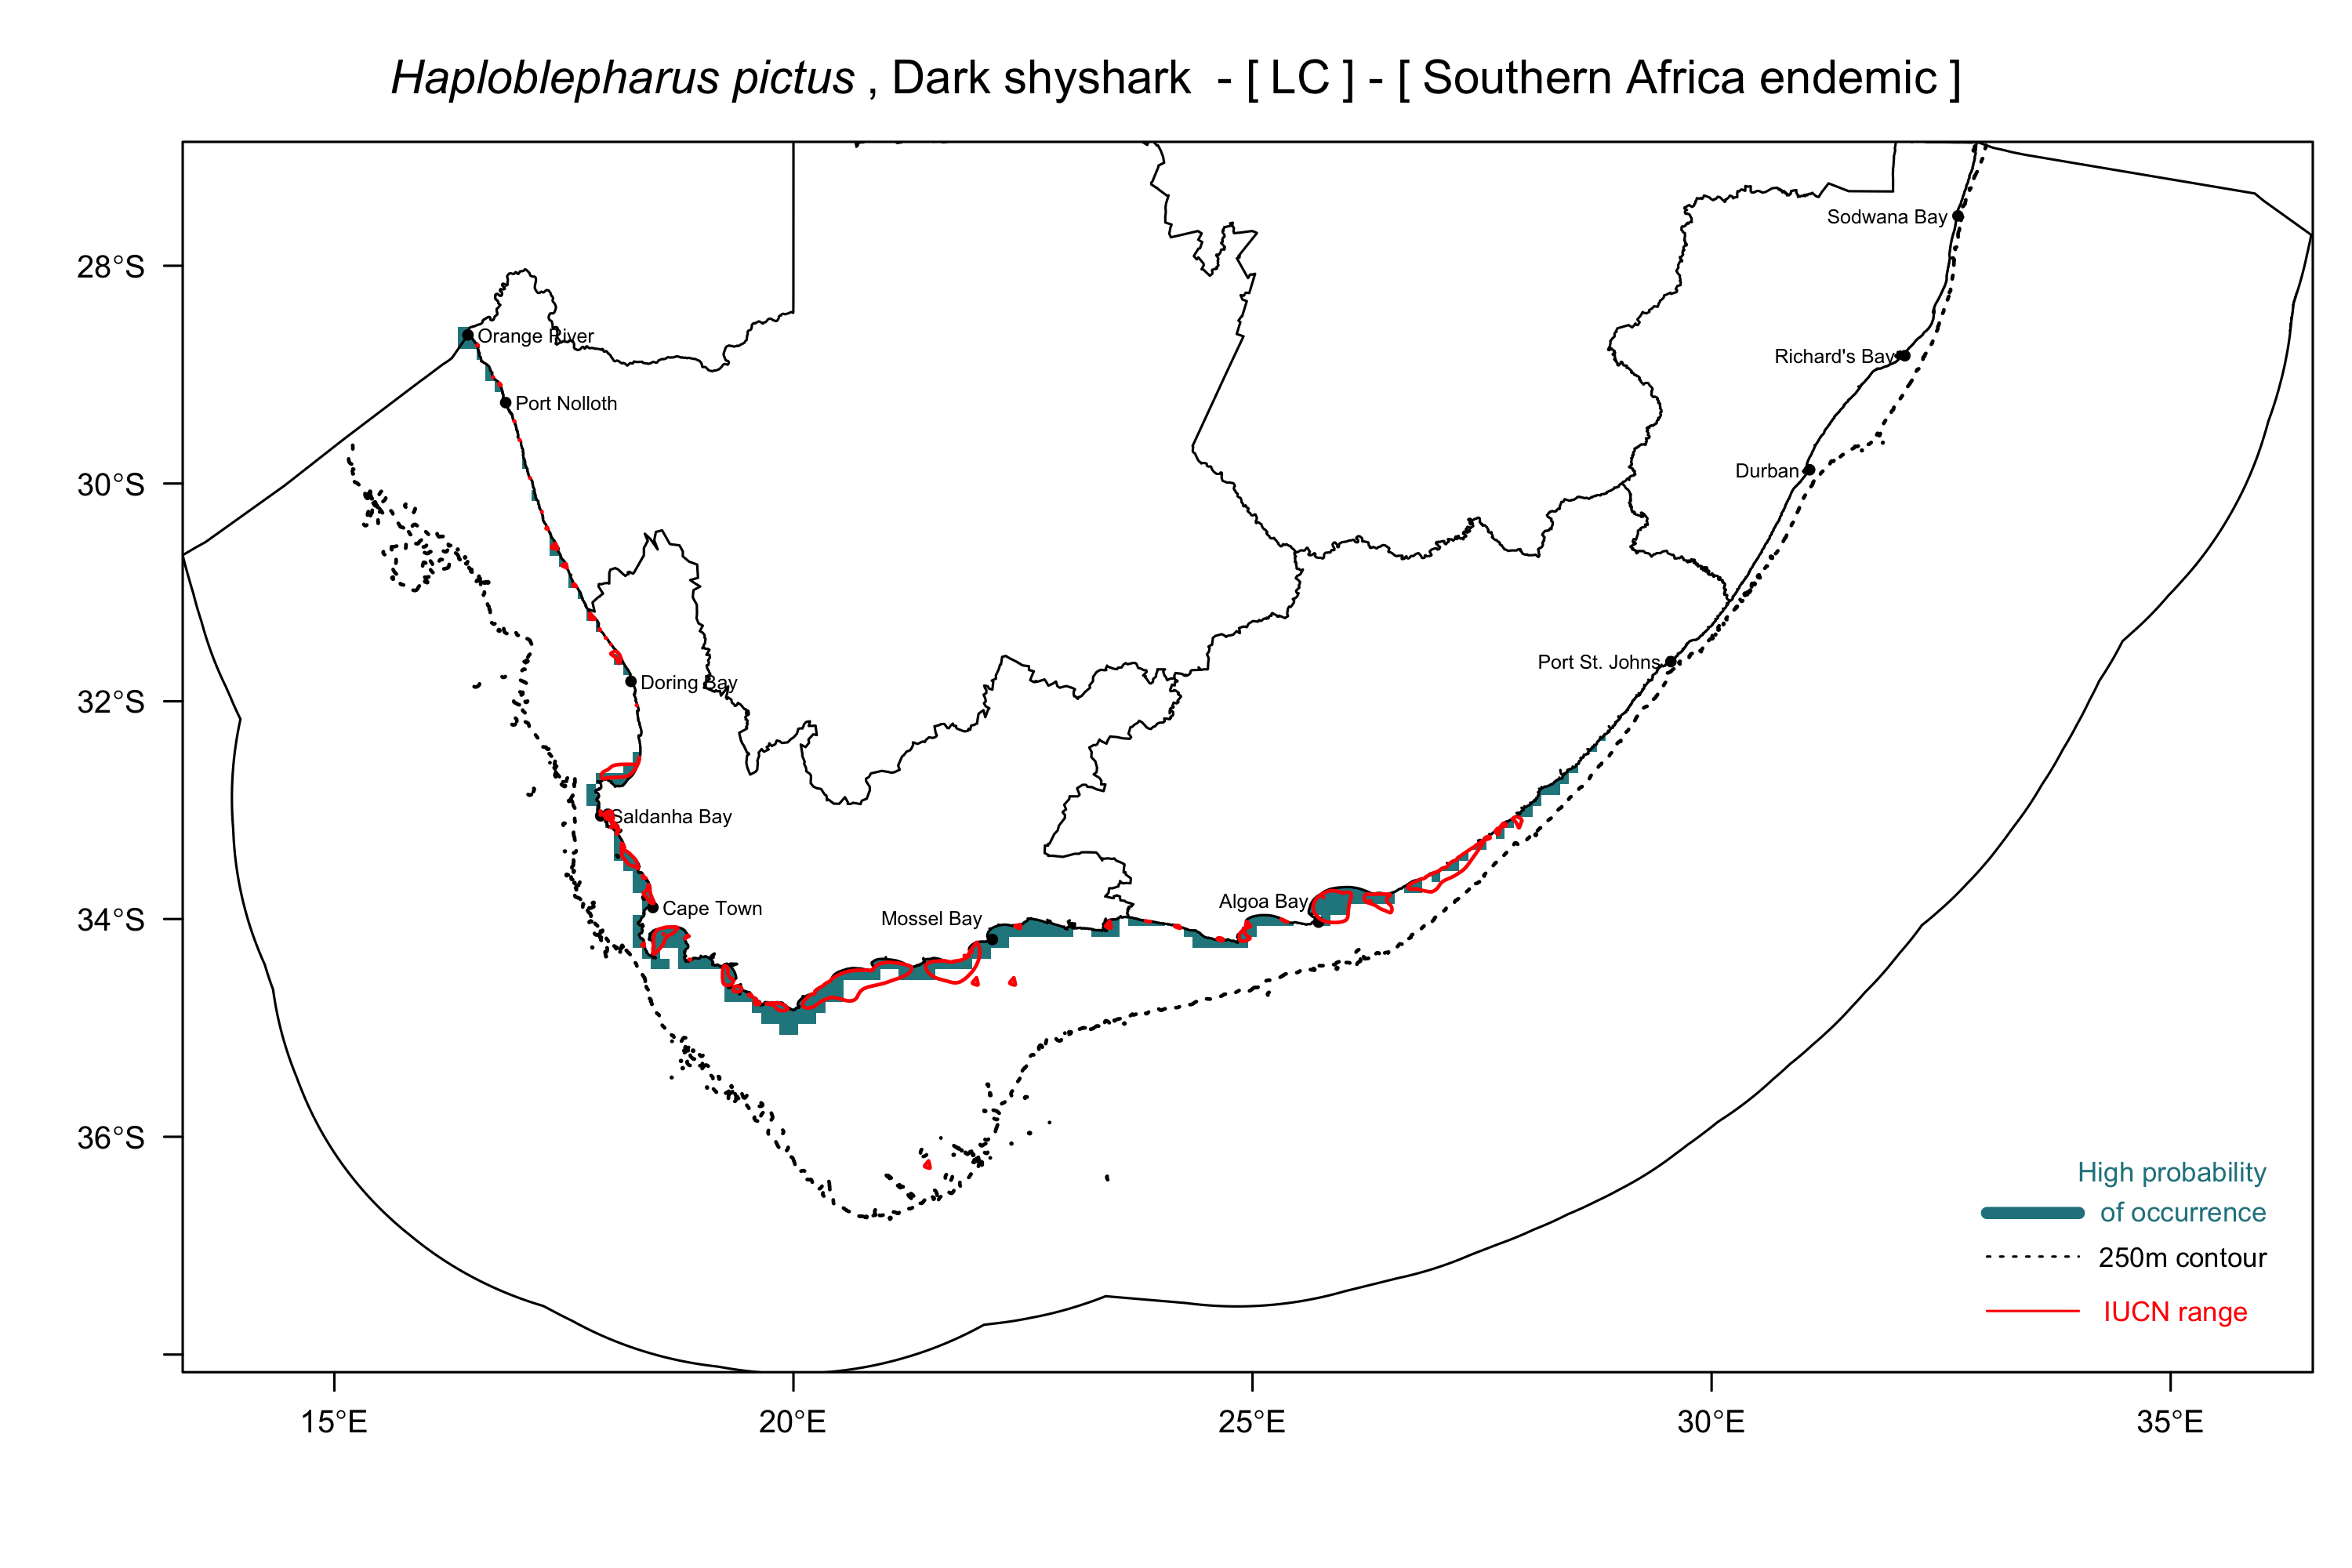 Haploblepharus pictus , Dark shyshark - [ LC ] - [ Southern Africa endemic ]
28°S
30°S
32°S
34°S
36°S
Sodwana Bay
Orange River
Richard's Bay
Port Nolloth
Durban
Port St. Johns
Doring Bay
Saldanha Bay
Cape Town
Mossel Bay
Algoa Bay
High probability
of occurrence
250m contour
IUCN range
15°E
20°E
25°E
30°E
35°E